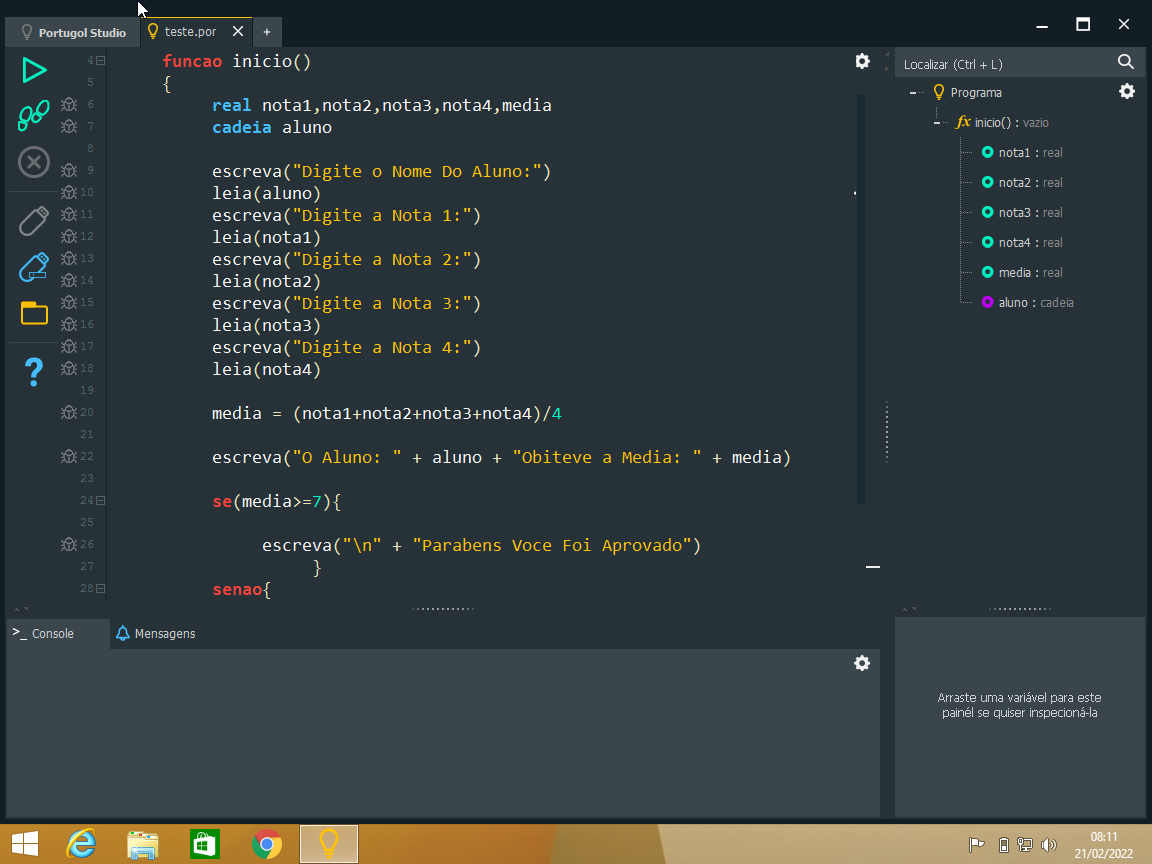 Portugol Studio
teste.por
+
4 funcao inicio()
5 {
6 real nota1,nota2,nota3,nota4,media
7 cadeia aluno
8
9 escreva("Digite o Nome Do Aluno:")
10 leia(aluno)
11 escreva("Digite a Nota 1:")
12 leia(nota1)
13 escreva("Digite a Nota 2:")
14 leia(nota2)
15 escreva("Digite a Nota 3:")
16 leia(nota3)
17 escreva("Digite a Nota 4:")
18 leia(nota4)
19
20 media = (nota1+nota2+nota3+nota4)/4
21
22 escreva("O Aluno: " + aluno + "Obiteve a Media: " + media)
23
24 se(media>=7){
25
26 escreva("\n" + "Parabens Voce Foi Aprovado")
27 }
28 senao{
Localizar (Ctrl + L)
Programa
fx inicio() : vazio
nota1 : real
nota2 : real
nota3 : real
nota4 : real
media : real
aluno : cadeia
>_ Console
Mensagens
Arraste uma variável para este
painél se quiser inspecioná-la
08:11
21/02/2022